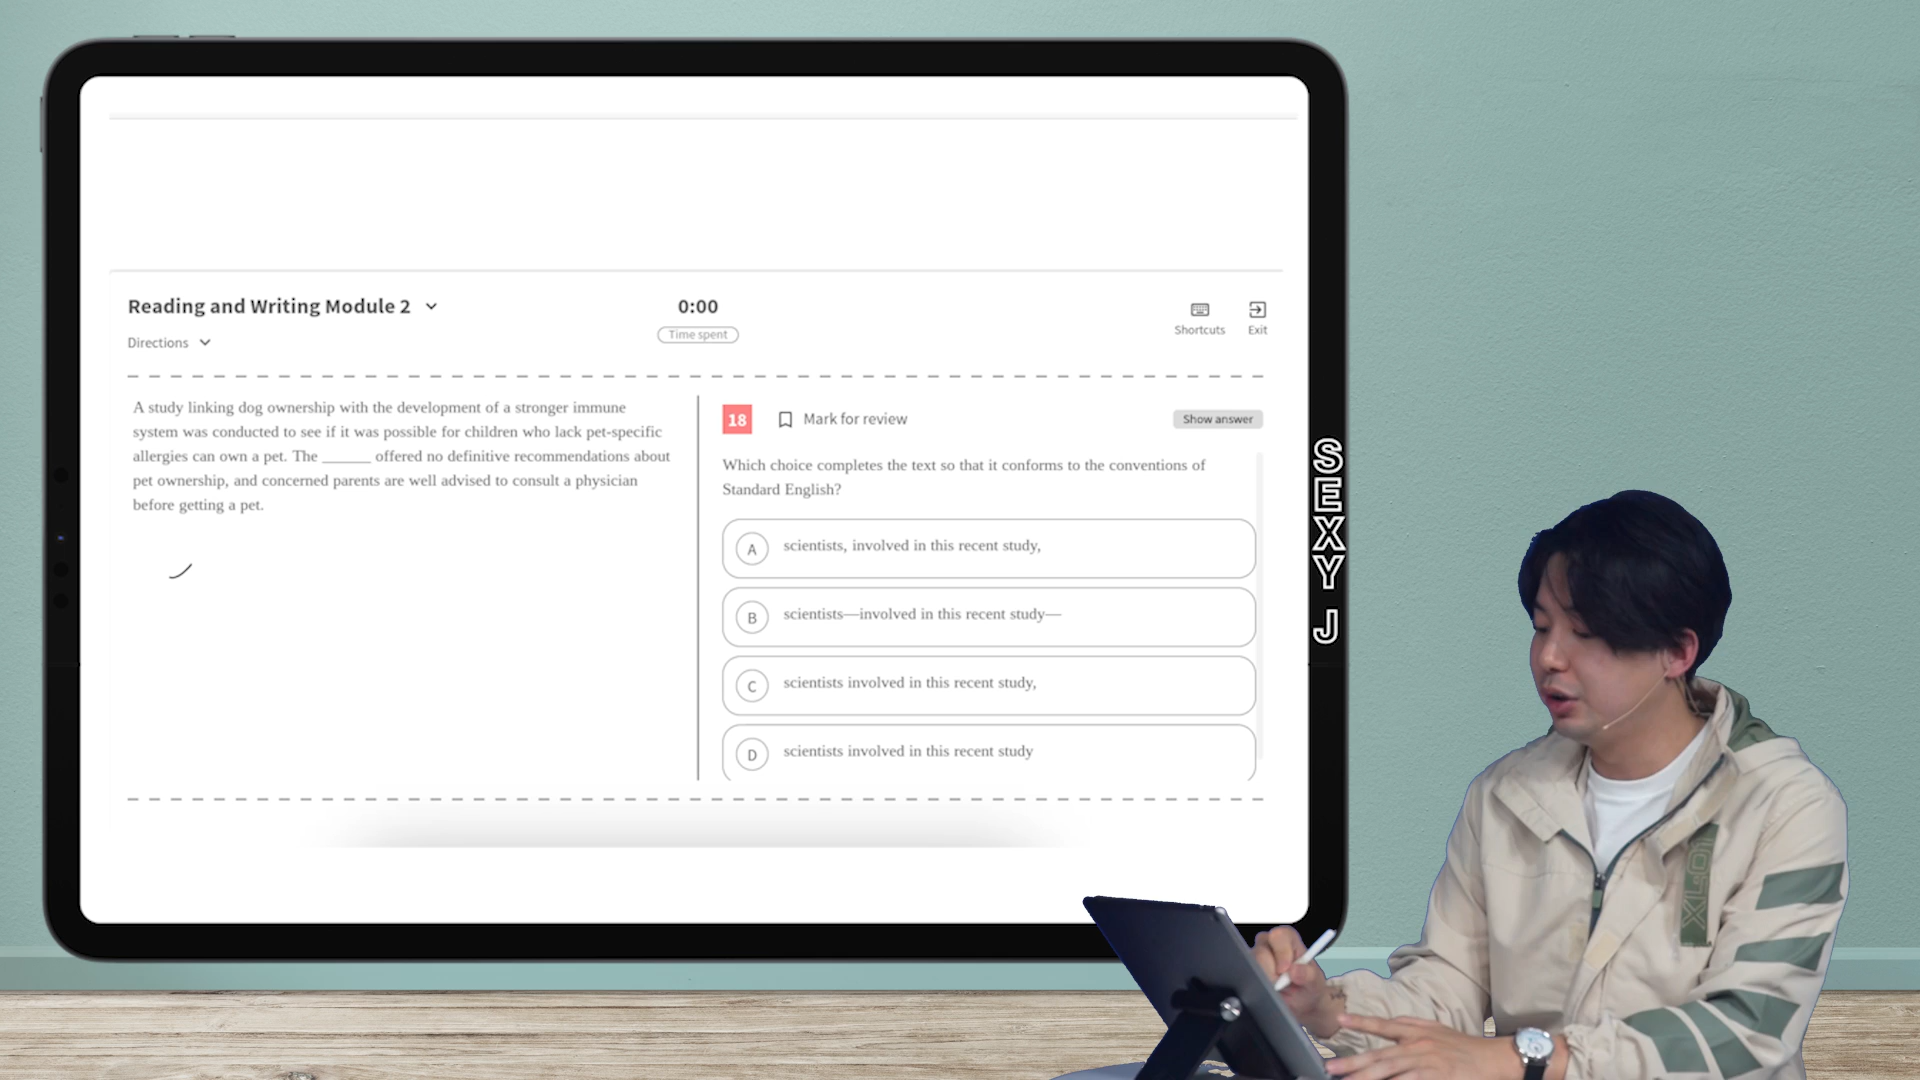 Reading and Writing Module 2
0:00
Time spent
Shortcuts
Exit
Directions
A study linking dog ownership with the development of a stronger immune
system was conducted to see if it was possible for children who lack pet-specific
allergies can own a pet. The ______ offered no definitive recommendations about
pet ownership, and concerned parents are well advised to consult a physician
before getting a pet.
18
Mark for review
Show answer
Which choice completes the text so that it conforms to the conventions of
Standard English?
A scientists, involved in this recent study,
B scientists—involved in this recent study—
C scientists involved in this recent study,
D scientists involved in this recent study
SEXY J